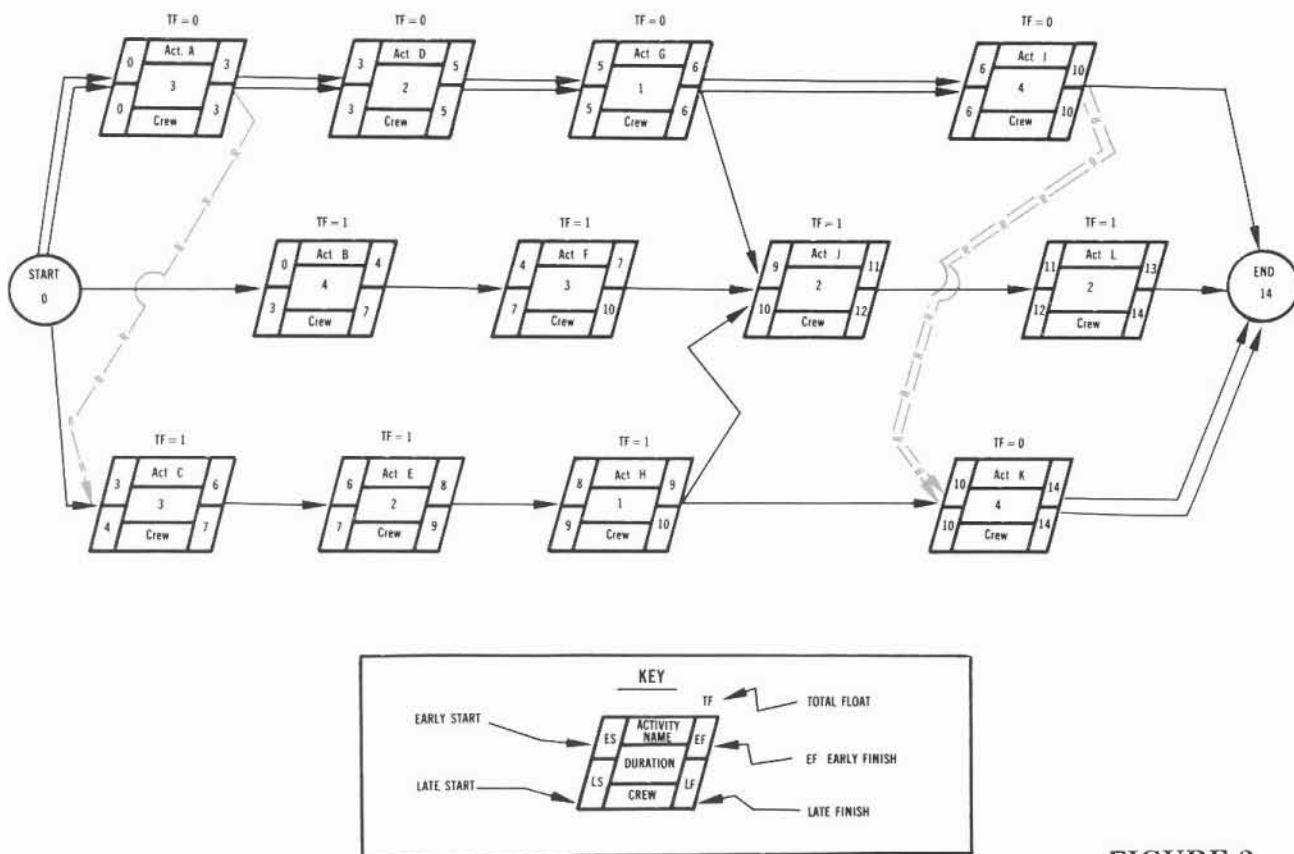 TF = 0
0
Act. A
3
3
0
Crew
3
TF = 0
3
Act D
5
2
3
Crew
5
TF = 0
5
Act G
6
1
5
Crew
6
TF = 0
6
Act I
10
4
6
Crew
10
START
0
TF = 1
0
Act B
4
4
3
Crew
7
TF = 1
4
Act F
7
3
7
Crew
10
TF = 1
9
Act J
11
2
10
Crew
12
TF = 1
11
Act L
13
2
12
Crew
14
END
14
TF = 1
3
Act C
6
3
4
Crew
7
TF = 1
6
Act E
8
2
7
Crew
9
TF = 1
8
Act H
9
1
9
Crew
10
TF = 0
10
Act K
14
4
10
Crew
14
KEY
TF
TOTAL FLOAT
EARLY START
ES
ACTIVITY
NAME
EF
EF EARLY FINISH
DURATION
LATE START
LS
CREW
LF
LATE FINISH
FIGURE